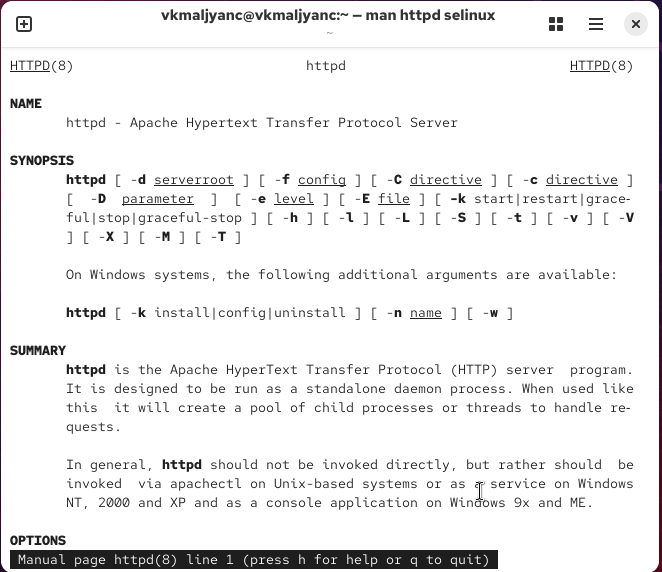 vkmaljyanc@vkmaljyanc:~ — man httpd selinux
~
HTTPD(8) httpd HTTPD(8)
NAME
httpd - Apache Hypertext Transfer Protocol Server
SYNOPSIS
httpd [ -d serverroot ] [ -f config ] [ -C directive ] [ -c directive ]
[ -D parameter ] [ -e level ] [ -E file ] [ -k start|restart|grace-
ful|stop|graceful-stop ] [ -h ] [ -l ] [ -L ] [ -S ] [ -t ] [ -v ] [ -V
] [ -X ] [ -M ] [ -T ]
On Windows systems, the following additional arguments are available:
httpd [ -k install|config|uninstall ] [ -n name ] [ -w ]
SUMMARY
httpd is the Apache HyperText Transfer Protocol (HTTP) server program.
It is designed to be run as a standalone daemon process. When used like
this it will create a pool of child processes or threads to handle re-
quests.
In general, httpd should not be invoked directly, but rather should be
invoked via apachectl on Unix-based systems or as a service on Windows
NT, 2000 and XP and as a console application on Windows 9x and ME.
OPTIONS
Manual page httpd(8) line 1 (press h for help or q to quit)